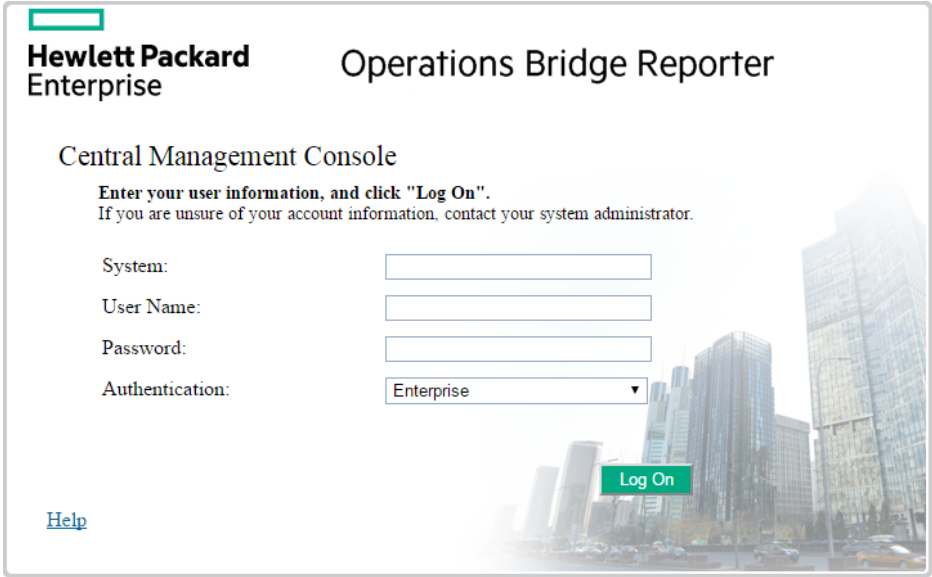 Hewlett Packard
Enterprise
Operations Bridge Reporter
Central Management Console
Enter your user information, and click "Log On".
If you are unsure of your account information, contact your system administrator.
System:
User Name:
Password:
Authentication:
Enterprise
Log On
Help